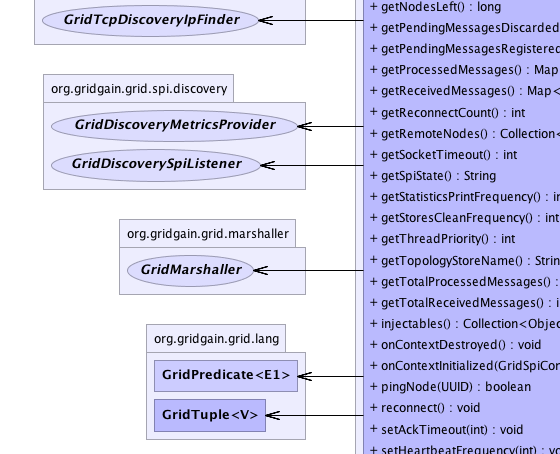 GridTcpDiscoveryIpFinder
org.gridgain.grid.spi.discovery
GridDiscoveryMetricsProvider
GridDiscoverySpiListener
org.gridgain.grid.marshaller
GridMarshaller
org.gridgain.grid.lang
GridPredicate<E1>
GridTuple<V>
+ getNodesLeft() : long
+ getPendingMessagesDiscarded
+ getPendingMessagesRegistered
+ getProcessedMessages() : Map
+ getReceivedMessages() : Map<
+ getReconnectCount() : int
+ getRemoteNodes() : Collection<
+ getSocketTimeout() : int
+ getSpiState() : String
+ getStatisticsPrintFrequency() : in
+ getStoresCleanFrequency() : int
+ getThreadPriority() : int
+ getTopologyStoreName() : Strin
+ getTotalProcessedMessages() :
+ getTotalReceivedMessages() : i
+ injectables() : Collection<Objec
+ onContextDestroyed() : void
+ onContextInitialized(GridSpiCon
+ pingNode(UUID) : boolean
+ reconnect() : void
+ setAckTimeout(int) : void
+ setHeartbeatFrequency(int) : vo